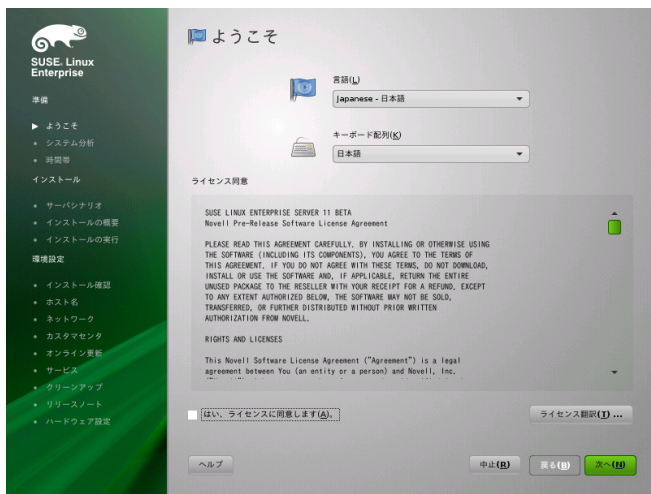 SUSE. Linux
Enterprise
準備
ようこそ
システム分析
時間帯
インストール
サーバシナリオ
インストールの概要
インストールの実行
環境設定
インストール確認
ホスト名
ネットワーク
カスタマセンタ
オンライン更新
サービス
クリーンアップ
リリースノート
ハードウェア設定
ようこそ
言語(L)
Japanese - 日本語
キーボード配列(K)
日本語
ライセンス同意
SUSE LINUX ENTERPRISE SERVER 11 BETA
Novell Pre-Release Software License Agreement
PLEASE READ THIS AGREEMENT CAREFULLY. BY INSTALLING OR OTHERWISE USING
THE SOFTWARE (INCLUDING ITS COMPONENTS), YOU AGREE TO THE TERMS OF
THIS AGREEMENT. IF YOU DO NOT AGREE WITH THESE TERMS, DO NOT DOWNLOAD,
INSTALL OR USE THE SOFTWARE AND, IF APPLICABLE, RETURN THE ENTIRE
UNUSED PACKAGE TO THE RESELLER WITH YOUR RECEIPT FOR A REFUND. EXCEPT
TO ANY EXTENT AUTHORIZED BELOW, THE SOFTWARE MAY NOT BE SOLD,
TRANSFERRED, OR FURTHER DISTRIBUTED WITHOUT PRIOR WRITTEN
AUTHORIZATION FROM NOVELL.
RIGHTS AND LICENSES
This Novell Software License Agreement ("Agreement") is a legal
agreement between You (an entity or a person) and Novell, Inc.
はい、ライセンスに同意します(A)。
ライセンス翻訳(T) ...
ヘルプ
中止(R)
戻る(B)
次へ(N)